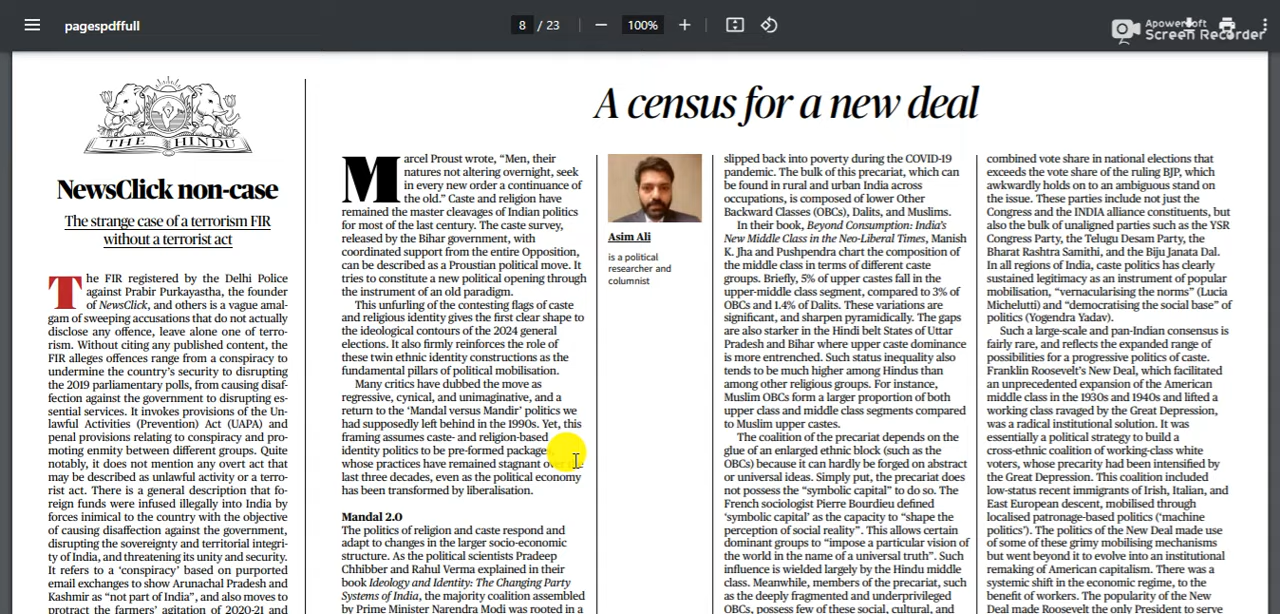 pagespdffull
8 / 23
100%
Apowersoft
Screen Recorder
THE HINDU
NewsClick non-case
The strange case of a terrorism FIR
without a terrorist act
The FIR registered by the Delhi Police
against Prabir Purkayastha, the founder
of NewsClick, and others is a vague amal-
gam of sweeping accusations that do not actually
disclose any offence, leave alone one of terro-
rism. Without citing any published content, the
FIR alleges offences range from a conspiracy to
undermine the country's security to disrupting
the 2019 parliamentary polls, from causing disaf-
fection against the government to disrupting es-
sential services. It invokes provisions of the Un-
lawful Activities (Prevention) Act (UAPA) and
penal provisions relating to conspiracy and pro-
moting enmity between different groups. Quite
notably, it does not mention any overt act that
may be described as unlawful activity or a terro-
rist act. There is a general description that fo-
reign funds were infused illegally into India by
forces inimical to the country with the objective
of causing disaffection against the government,
disrupting the sovereignty and territorial integri-
ty of India, and threatening its unity and security.
It refers to a 'conspiracy' based on purported
email exchanges to show Arunachal Pradesh and
Kashmir as "not part of India", and also moves to
protract the farmers' agitation of 2020-21 and
A census for a new deal
Marcel Proust wrote, "Men, their
natures not altering overnight, seek
in every new order a continuance of
the old." Caste and religion have
remained the master cleavages of Indian politics
for most of the last century. The caste survey,
released by the Bihar government, with
coordinated support from the entire Opposition,
can be described as a Proustian political move. It
tries to constitute a new political opening through
the instrument of an old paradigm.
This unfurling of the contesting flags of caste
and religious identity gives the first clear shape to
the ideological contours of the 2024 general
elections. It also firmly reinforces the role of
these twin ethnic identity constructions as the
fundamental pillars of political mobilisation.
Many critics have dubbed the move as
regressive, cynical, and unimaginative, and a
return to the 'Mandal versus Mandir' politics we
had supposedly left behind in the 1990s. Yet, this
framing assumes caste- and religion-based
identity politics to be pre-formed packages,
whose practices have remained stagnant over the
last three decades, even as the political economy
has been transformed by liberalisation.
Mandal 2.0
The politics of religion and caste respond and
adapt to changes in the larger socio-economic
structure. As the political scientists Pradeep
Chhibber and Rahul Verma explained in their
book Ideology and Identity: The Changing Party
Systems of India, the majority coalition assembled
by Prime Minister Narendra Modi was rooted in a
Asim Ali
is a political
researcher and
columnist
slipped back into poverty during the COVID-19
pandemic. The bulk of this precariat, which can
be found in rural and urban India across
occupations, is composed of lower Other
Backward Classes (OBCs), Dalits, and Muslims.
In their book, Beyond Consumption: India's
New Middle Class in the Neo-Liberal Times, Manish
K. Jha and Pushpendra chart the composition of
the middle class in terms of different caste
groups. Briefly, 5% of upper castes fall in the
upper-middle class segment, compared to 3% of
OBCs and 1.4% of Dalits. These variations are
significant, and sharpen pyramidically. The gaps
are also starker in the Hindi belt States of Uttar
Pradesh and Bihar where upper caste dominance
is more entrenched. Such status inequality also
tends to be much higher among Hindus than
among other religious groups. For instance,
Muslim OBCs form a larger proportion of both
upper class and middle class segments compared
to Muslim upper castes.
The coalition of the precariat depends on the
glue of an enlarged ethnic block (such as the
OBCs) because it can hardly be forged on abstract
or universal ideas. Simply put, the precariat does
not possess the "symbolic capital" to do so. The
French sociologist Pierre Bourdieu defined
'symbolic capital' as the capacity to "shape the
perception of social reality". This allows certain
dominant groups to "impose a particular vision of
the world in the name of a universal truth". Such
influence is wielded largely by the Hindu middle
class. Meanwhile, members of the precariat, such
as the deeply fragmented and underprivileged
OBCs, possess few of these social, cultural, and
combined vote share in national elections that
exceeds the vote share of the ruling BJP, which
awkwardly holds on to an ambiguous stand on
the issue. These parties include not just the
Congress and the INDIA alliance constituents, but
also the bulk of unaligned parties such as the YSR
Congress Party, the Telugu Desam Party, the
Bharat Rashtra Samithi, and the Biju Janata Dal.
In all regions of India, caste politics has clearly
sustained legitimacy as an instrument of popular
mobilisation, "vernacularising the norms" (Lucia
Michelutti) and "democratising the social base" of
politics (Yogendra Yadav).
Such a large-scale and pan-Indian consensus is
fairly rare, and reflects the expanded range of
possibilities for a progressive politics of caste.
Franklin Roosevelt's New Deal, which facilitated
an unprecedented expansion of the American
middle class in the 1930s and 1940s and lifted a
working class ravaged by the Great Depression,
was a radical institutional solution. It was
essentially a political strategy to build a
cross-ethnic coalition of working-class white
voters, whose precarity had been intensified by
the Great Depression. This coalition included
low-status recent immigrants of Irish, Italian, and
East European descent, mobilised through
localised patronage-based politics ('machine
politics'). The politics of the New Deal made use
of some of these grimy mobilising mechanisms
but went beyond it to evolve into an institutional
remaking of American capitalism. There was a
systemic shift in the economic regime, to the
benefit of workers. The popularity of the New
Deal made Roosevelt the only President to have